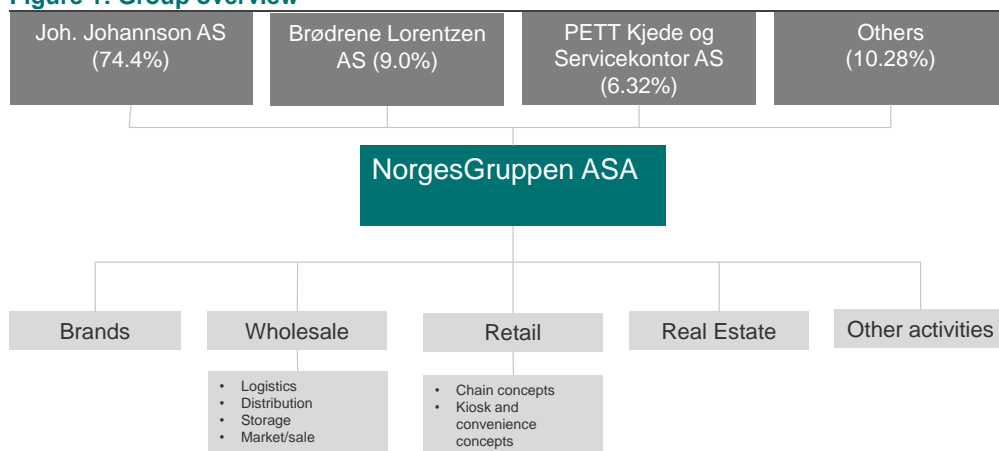 Figure 1: Group overview
Joh. Johannson AS
(74.4%)
Brødrene Lorentzen
AS (9.0%)
PETT Kjede og
Servicekontor AS
(6.32%)
Others
(10.28%)
NorgesGruppen ASA
Brands
Wholesale
Retail
Real Estate
Other activities
• Logistics
• Distribution
• Storage
• Market/sale
• Chain concepts
• Kiosk and
convenience
concepts